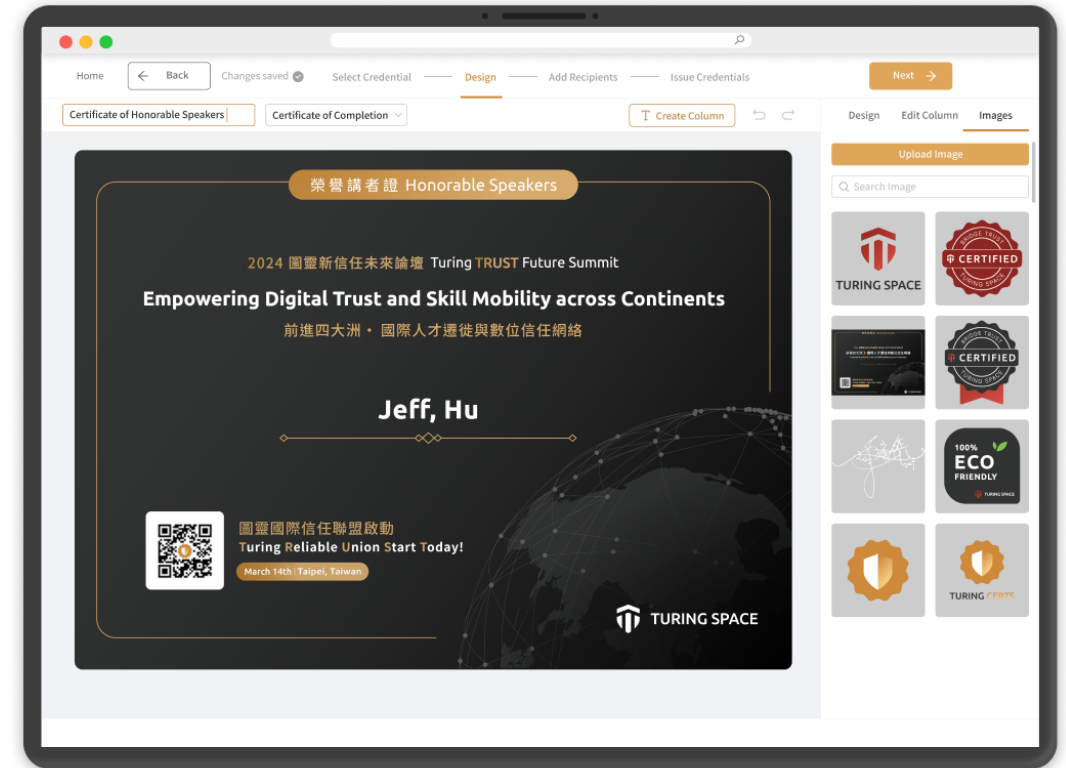 Home
Back
Changes saved
Select Credential
Design
Add Recipients
Issue Credentials
Next
Certificate of Honorable Speakers
Certificate of Completion
T Create Column
Design
Edit Column
Images
Upload Image
Search Image
榮譽講者證 Honorable Speakers
2024 圖靈新信任未來論壇 Turing TRUST Future Summit
Empowering Digital Trust and Skill Mobility across Continents
前進四大洲・國際人才遷徙與數位信任網絡
Jeff, Hu
圖靈國際信任聯盟啟動
Turing Reliable Union Start Today!
March 14th | Taipei, Taiwan
TURING SPACE
TURING SPACE
BRIDGE TRUST
CERTIFIED
TURING SPACE
BRIDGE TRUST
CERTIFIED
TURING SPACE
100%
ECO
FRIENDLY
TURING SPACE
TURING CERTS